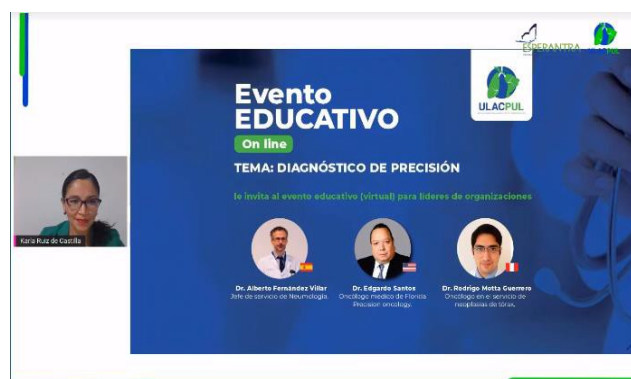 ESPERANTRA
ULACPUL
Evento
EDUCATIVO
On line
TEMA: DIAGNÓSTICO DE PRECISIÓN
le invita al evento educativo (virtual) para líderes de organizaciones
ULACPUL
Karla Ruiz de Castilla
Dr. Alberto Fernández Villar
Jefe de servicio de Neumología.
Dr. Edgardo Santos
Oncólogo médico de Florida
Precision oncology.
Dr. Rodrigo Motta Guerrero
Oncólogo en el servicio de
neoplasias de tórax.